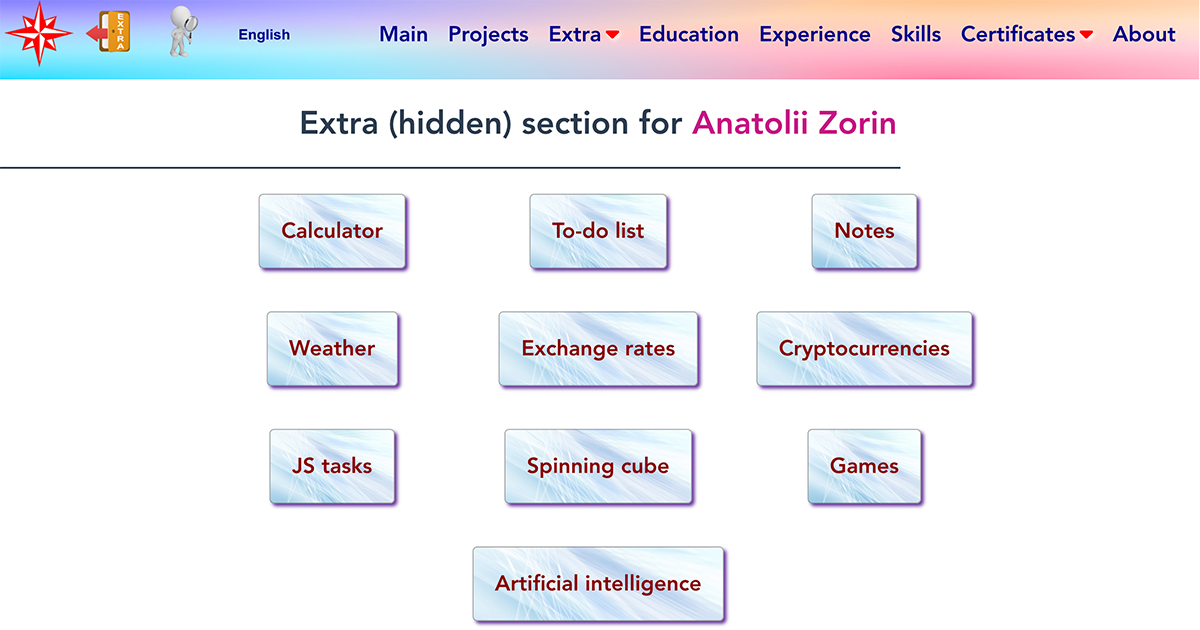 EXTRA
English
Main Projects Extra Education Experience Skills Certificates About
Extra (hidden) section for Anatolii Zorin
Calculator To-do list Notes
Weather Exchange rates Cryptocurrencies
JS tasks Spinning cube Games
Artificial intelligence